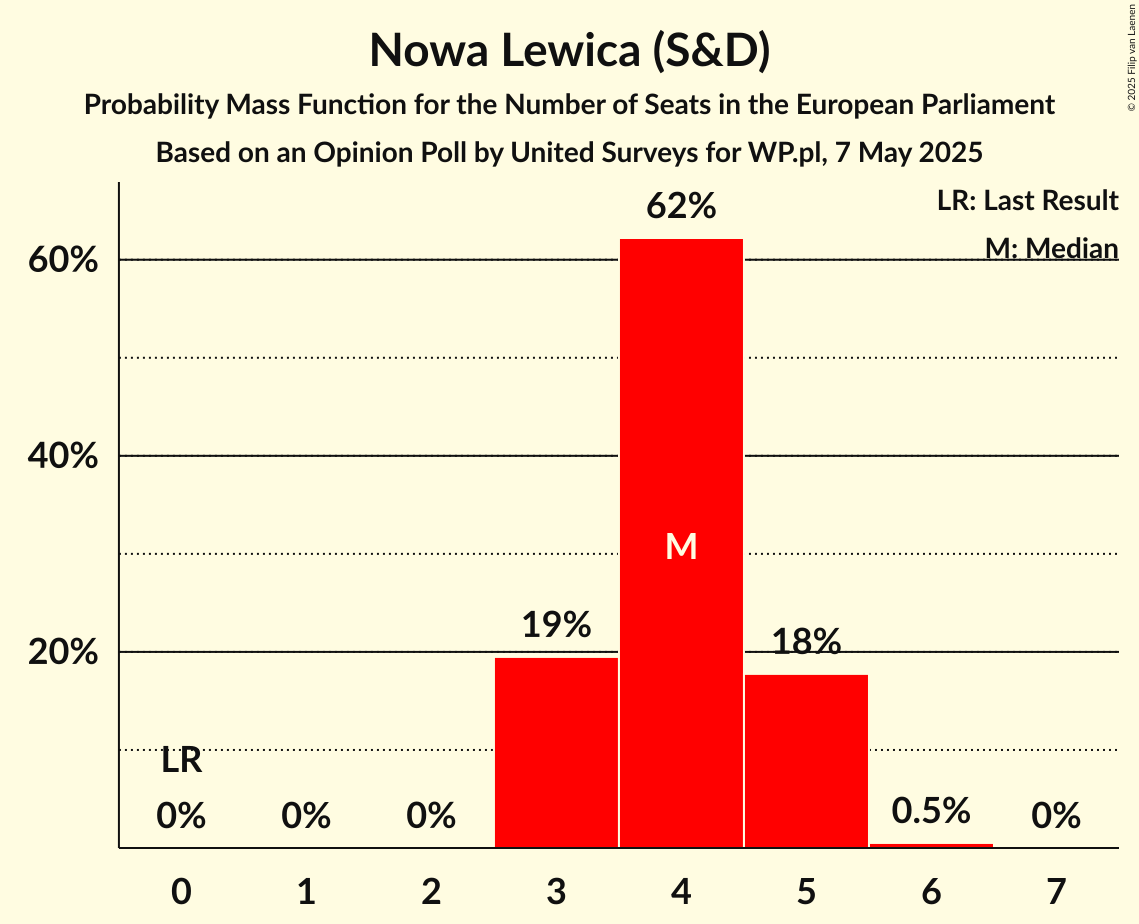 Nowa Lewica (S&D)
Probability Mass Function for the Number of Seats in the European Parliament
Based on an Opinion Poll by United Surveys for WP.pl, 7 May 2025
© 2025 Filip van Laenen
LR: Last Result
M: Median
62%
60%
40%
M
19%
18%
20%
LR
0%
0%
0%
0.5%
0%
0
1
2
3
4
5
6
7